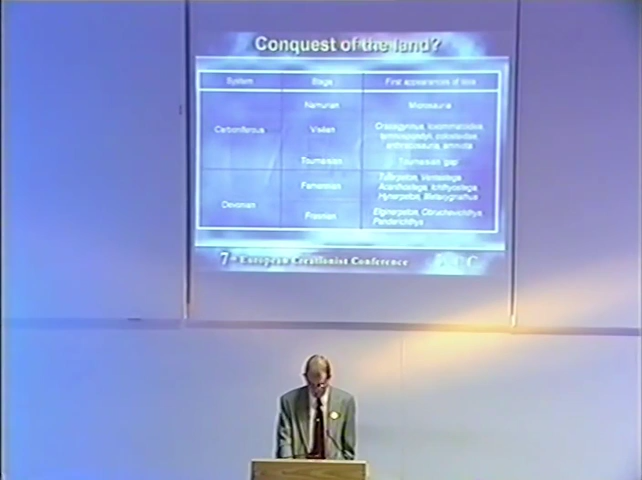 Conquest of the land?
System Stage First appearances of taxa
Namurian Microsauria
Carboniferous Visean Crassigyrinus, loxommatoidea,
temnospondyli, colosteidae,
anthracosauria, amniota
Tournaisian Tournaisian gap
Devonian Famennian Tulerpeton, Ventastega,
Acanthostega, Ichthyostega,
Hynerpeton, Metaxygnathus
Frasnian Elginerpeton, Obruchevichthys
Panderichthys
7th European Creationist Conference